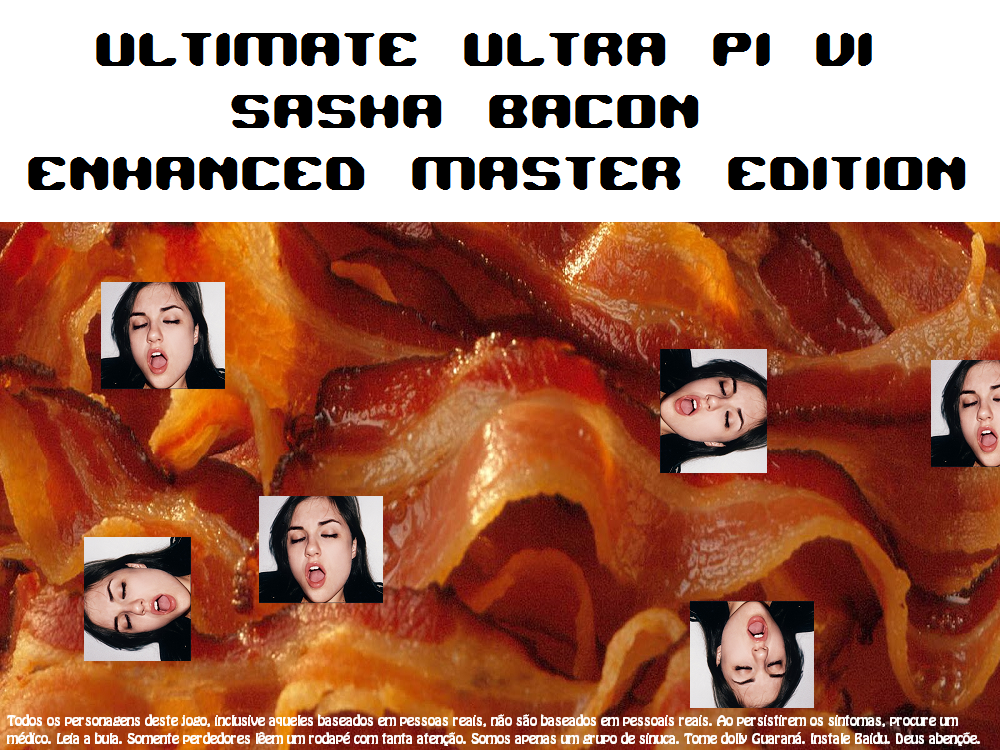 ULTIMATE ULTRA PI VI
SASHA BACON
ENHANCED MASTER EDITION
Todos os personagens deste jogo, inclusive aqueles baseados em pessoas reais, não são baseados em pessoais reais. Ao persistirem os sintomas, procure um
médico. Leia a bula. Somente perdedores lêem um rodapé com tanta atenção. Somos apenas um grupo de sinuca. Tome dolly Guaraná. Instale Baidu. Deus abençõe.